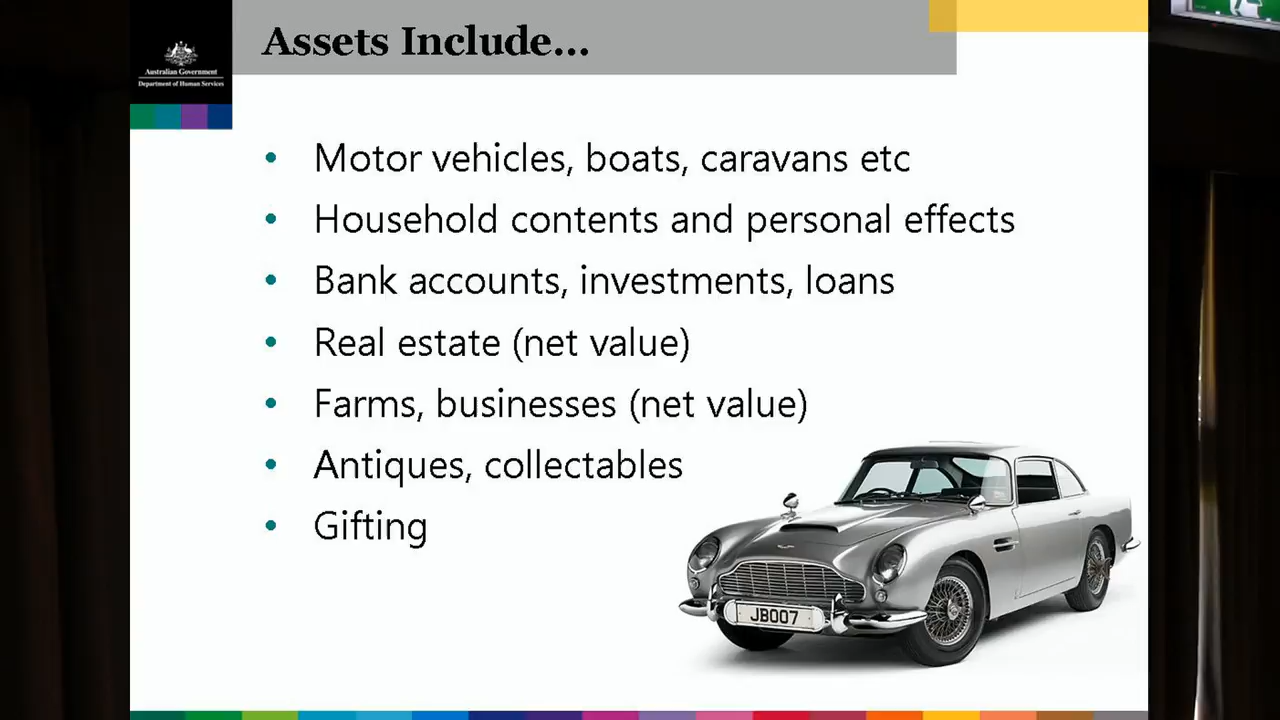 Assets Include...
Australian Government
Department of Human Services
• Motor vehicles, boats, caravans etc
• Household contents and personal effects
• Bank accounts, investments, loans
• Real estate (net value)
• Farms, businesses (net value)
• Antiques, collectables
• Gifting
JB007